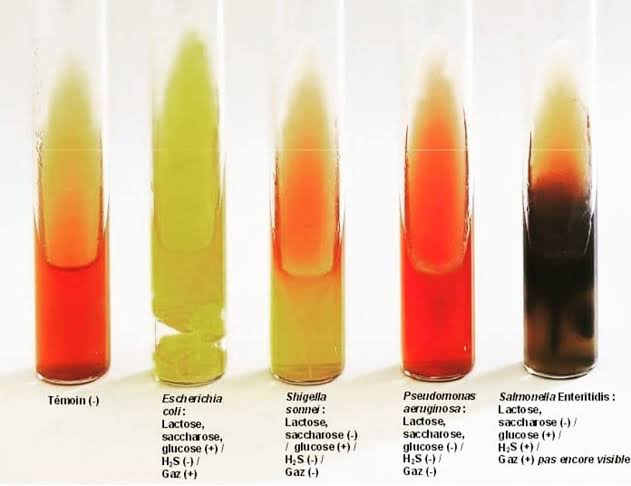 Témoin (-)
Escherichia
coli :
Lactose,
saccharose,
glucose (+) /
H₂S (-) /
Gaz (+)
Shigella
sonnei :
Lactose,
saccharose (-)
/ glucose (+) /
H₂S (-) /
Gaz (-)
Pseudomonas
aeruginosa :
Lactose,
saccharose,
glucose (-) /
H₂S (-) /
Gaz (-)
Salmonella Enteritidis :
Lactose,
saccharose (-) /
glucose (+) /
H₂S (+) /
Gaz (+) pas encore visible